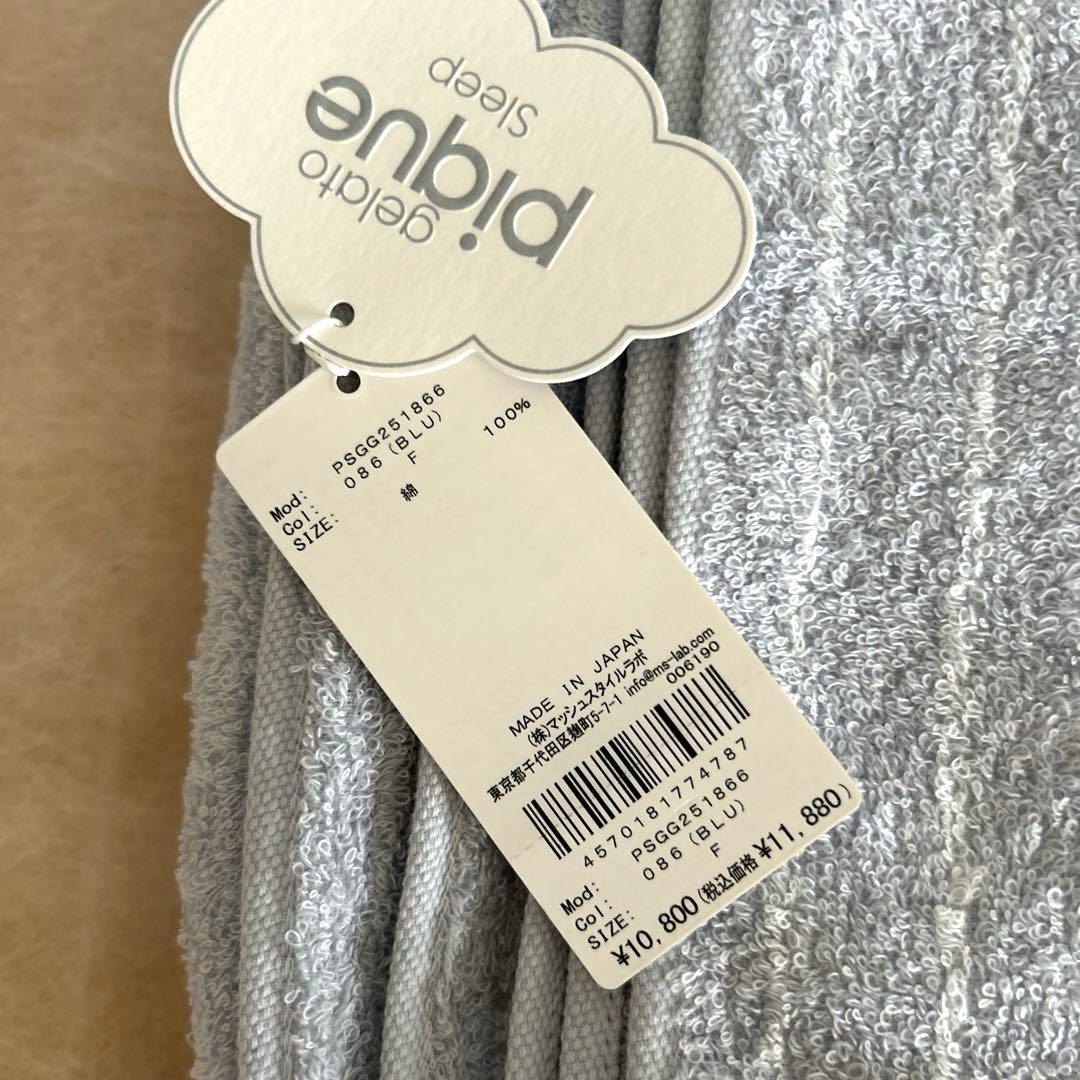 gelato
pique
Sleep
Mod: PSGG251866
Col: 086 (BLU)
SIZE: F
綿 100%
MADE IN JAPAN
(株)マッシュスタイルラボ
東京都千代田区麹町5-7-1 info@ms-lab.com
006190
4570181774787
Mod: PSGG251866
Col: 086 (BLU)
SIZE: F
¥10,800(税込価格¥11,880)